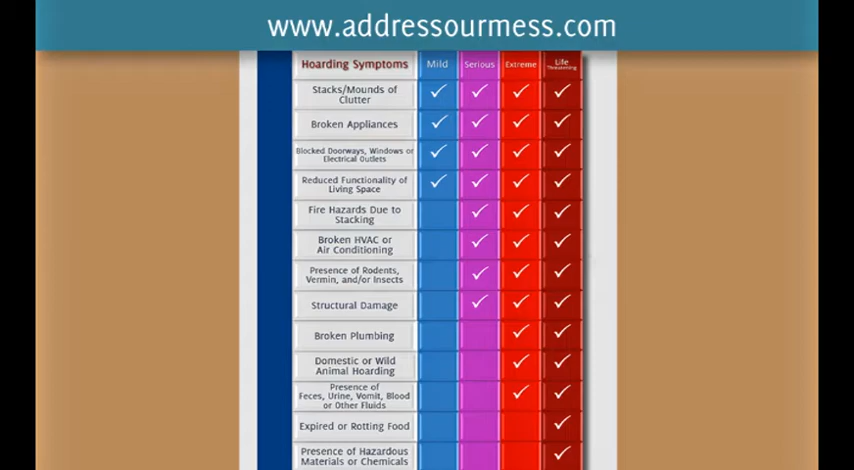 www.addressourmess.com
Hoarding Symptoms Mild Serious Extreme Life
Threatening
Stacks/Mounds of
Clutter
Broken Appliances
Blocked Doorways, Windows or
Electrical Outlets
Reduced Functionality of
Living Space
Fire Hazards Due to
Stacking
Broken HVAC or
Air Conditioning
Presence of Rodents,
Vermin, and/or Insects
Structural Damage
Broken Plumbing
Domestic or Wild
Animal Hoarding
Presence of
Feces, Urine, Vomit, Blood
or Other Fluids
Expired or Rotting Food
Presence of Hazardous
Materials or Chemicals